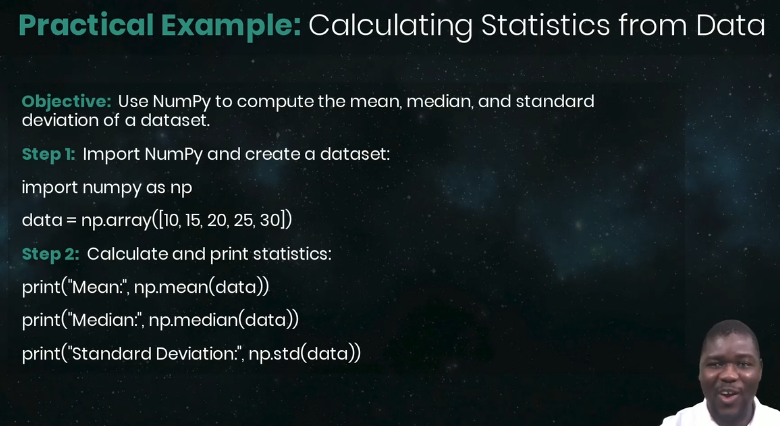 Practical Example: Calculating Statistics from Data
Objective: Use NumPy to compute the mean, median, and standard
deviation of a dataset.
Step 1: Import NumPy and create a dataset:
import numpy as np
data = np.array([10, 15, 20, 25, 30])
Step 2: Calculate and print statistics:
print("Mean:", np.mean(data))
print("Median:", np.median(data))
print("Standard Deviation:", np.std(data))